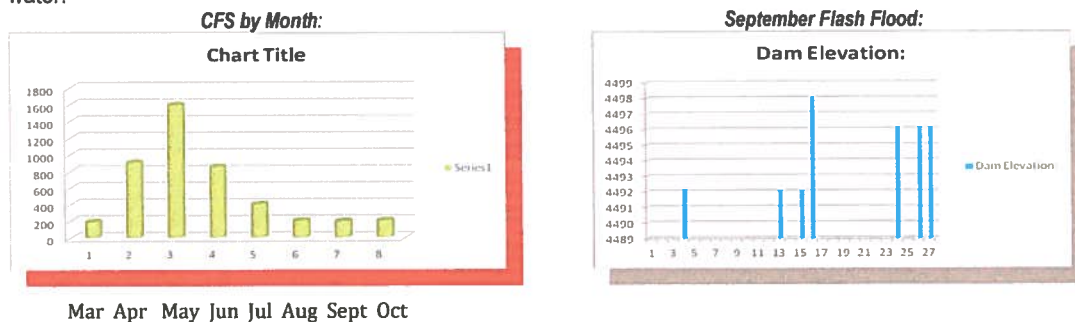 water.
CFS by Month:
Chart Title
1800
1600
1400
1200
1000
800
600
400
200
0
1 2 3 4 5 6 7 8
Series1
Mar Apr May Jun Jul Aug Sept Oct
September Flash Flood:
Dam Elevation:
4499
4498
4497
4496
4495
4494
4493
4492
4491
4490
4489
1 3 5 7 9 11 13 15 17 19 21 23 25 27
Dam Elevation: